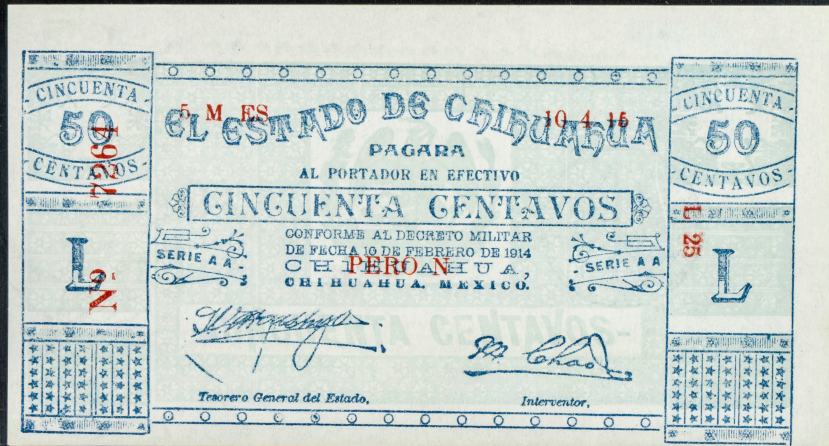 CINCUENTA
50
CENTAVOS
7264
L
Nº
5 M ES
10 4 15
EL ESTADO DE CHIHUAHUA
PAGARA
AL PORTADOR EN EFECTIVO
CINCUENTA CENTAVOS
CONFORME AL DECRETO MILITAR
DE FECHA 10 DE FEBRERO DE 1914
CHIHUAHUA,
PERO N
CHIHUAHUA, MEXICO.
SERIE A A
SERIE A A
Tesorero General del Estado,
Interventor,
CINCUENTA
50
CENTAVOS
L 25
L